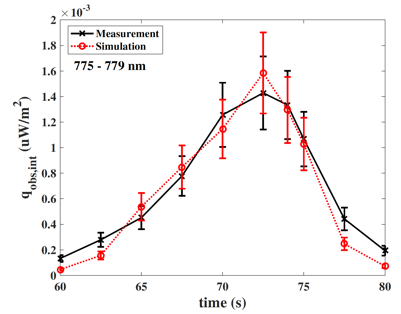 × 10⁻³
2
1.8
1.6
1.4
1.2
1
0.8
0.6
0.4
0.2
0
Measurement
Simulation
775 - 779 nm
q_obs,int (uW/m²)
60 65 70 75 80
time (s)